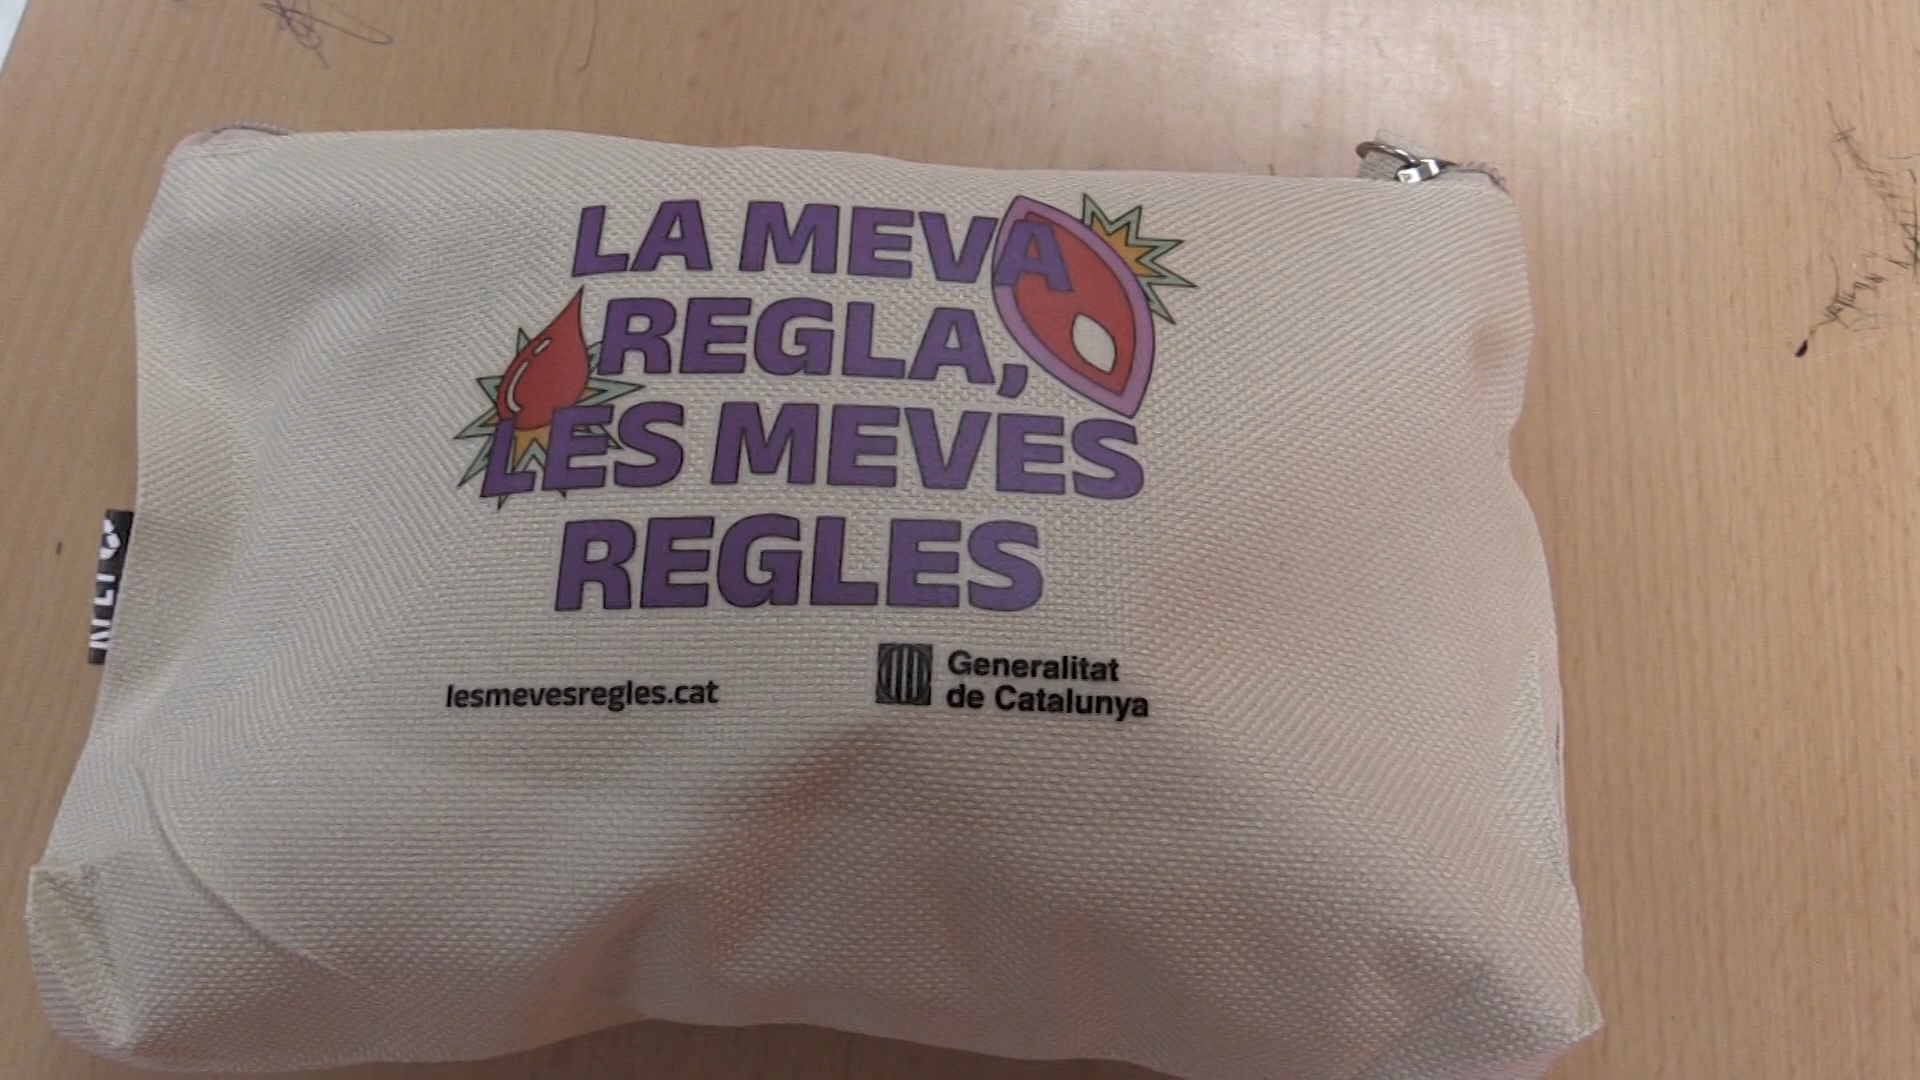 LA MEVA
REGLA,
LES MEVES
REGLES
lesmevesregles.cat
Generalitat
de Catalunya